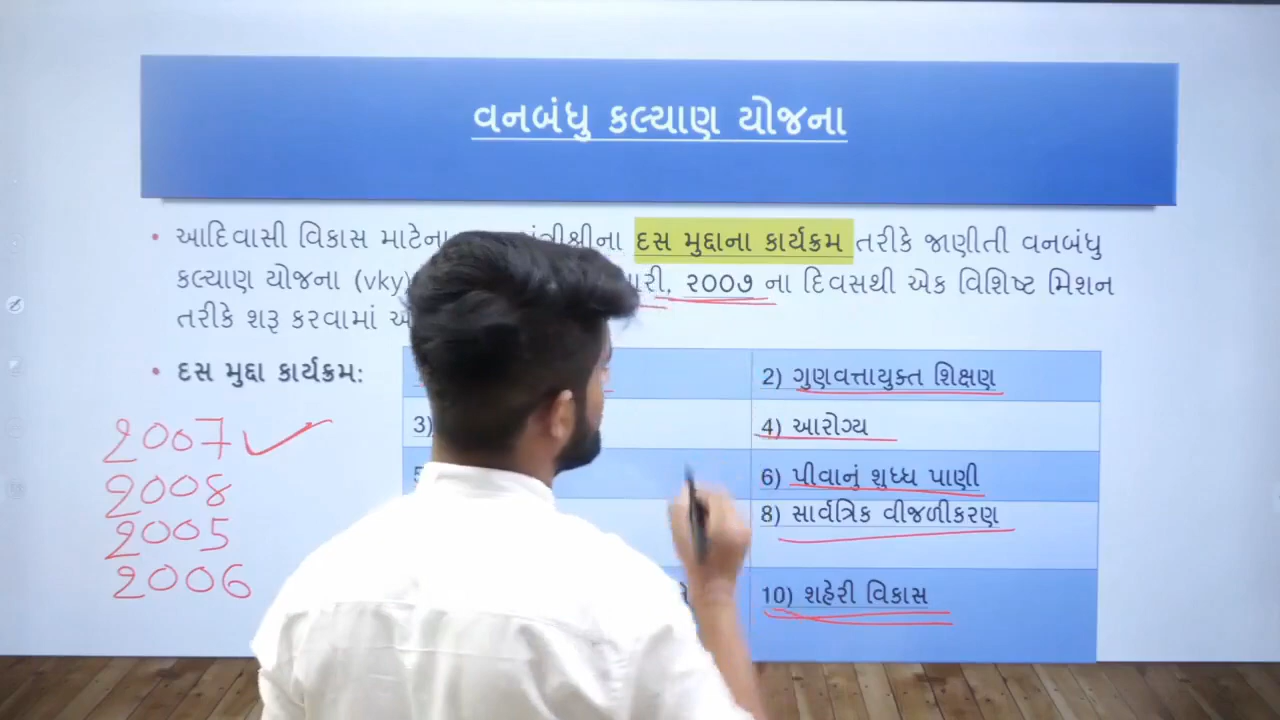 વનબંધુ કલ્યાણ યોજના
• આદિવાસી વિકાસ માટેના દસ મુદ્દાના કાર્યક્રમ તરીકે જાણીતી વનબંધુ
કલ્યાણ યોજના (vky) ૨૦૦૭ ના દિવસથી એક વિશિષ્ટ મિશન
તરીકે શરૂ કરવામાં
• દસ મુદ્દા કાર્યક્રમ:
2) ગુણવત્તાયુક્ત શિક્ષણ
3)
4) આરોગ્ય
6) પીવાનું શુધ્ધ પાણી
8) સાર્વત્રિક વીજળીકરણ
10) શહેરી વિકાસ
2007
2008
2005
2006